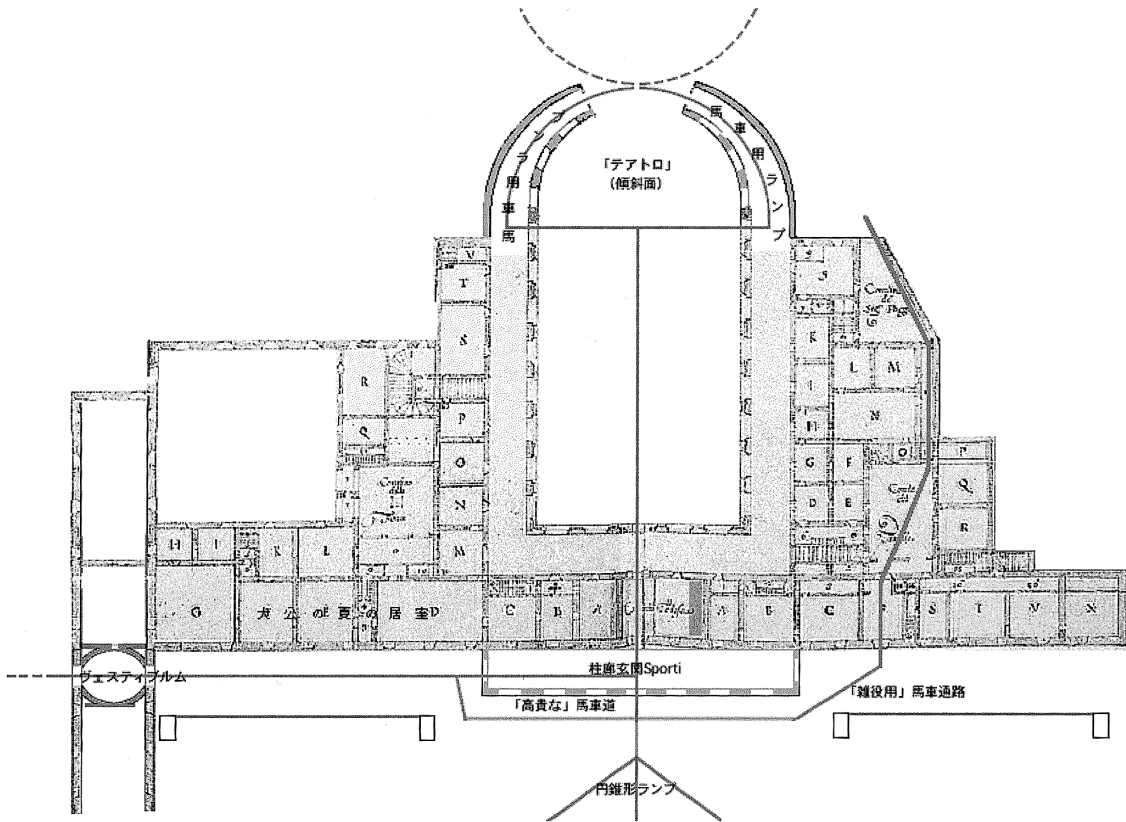 馬車用ランプ
馬車用ランプ
「テアトロ」
(傾斜面)
V
T
S
R
P
Q
O
N
M
H I K L
S
K
I
H
L M
N
G F
D E
O P
Q
R
G 大公の夏の居室 D C B A
A B C S T V X
ヴェスティブルム
柱廊玄関Sporti
「高貴な」馬車道
「雑役用」馬車通路
円錐形ランプ